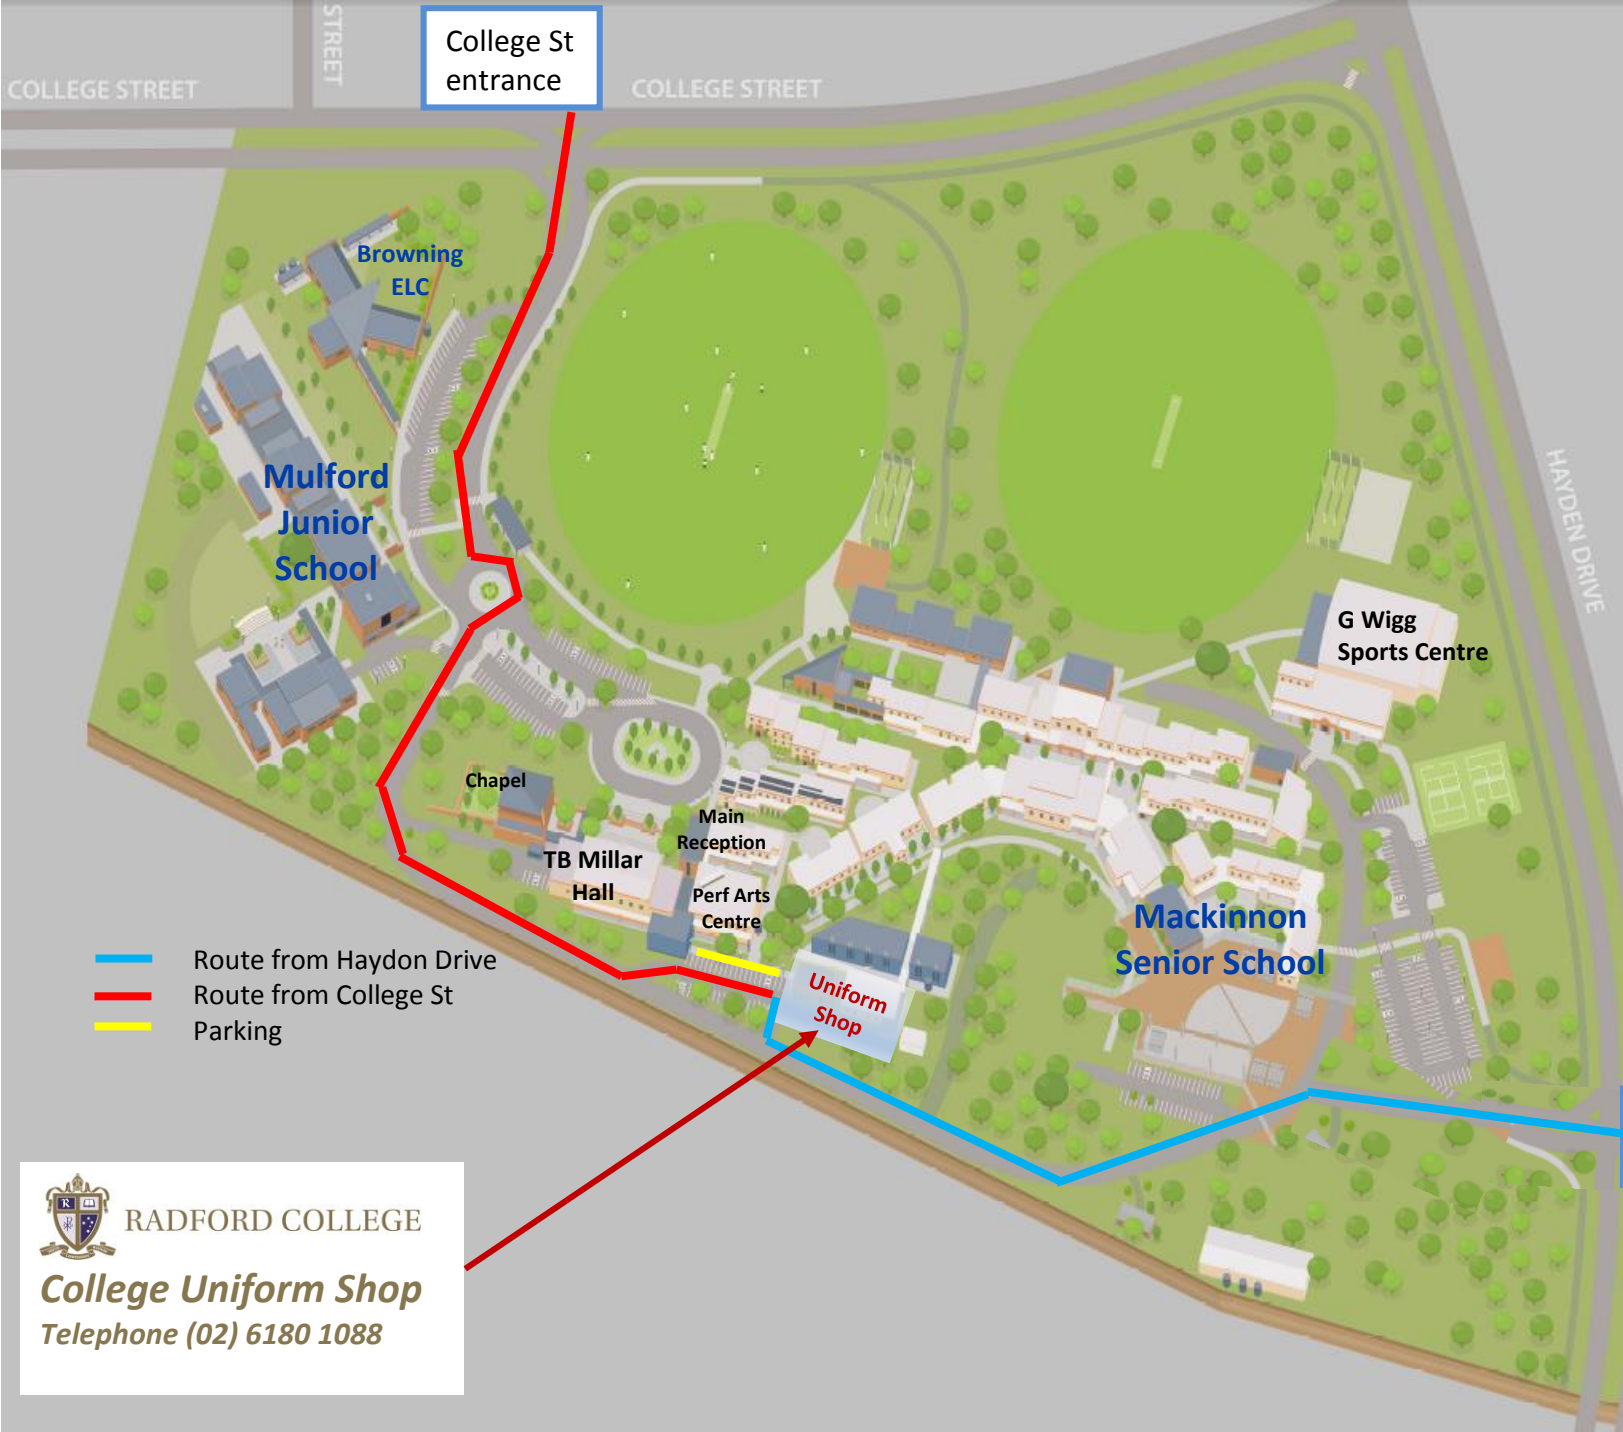 STREET
College St
entrance
COLLEGE STREET
COLLEGE STREET
Browning
ELC
Mulford
Junior
School
HAYDEN DRIVE
G Wigg
Sports Centre
Chapel
Main
Reception
TB Millar
Hall
Perf Arts
Centre
Mackinnon
Senior School
Route from Haydon Drive
Route from College St
Parking
Uniform
Shop
R
RADFORD COLLEGE
College Uniform Shop
Telephone (02) 6180 1088